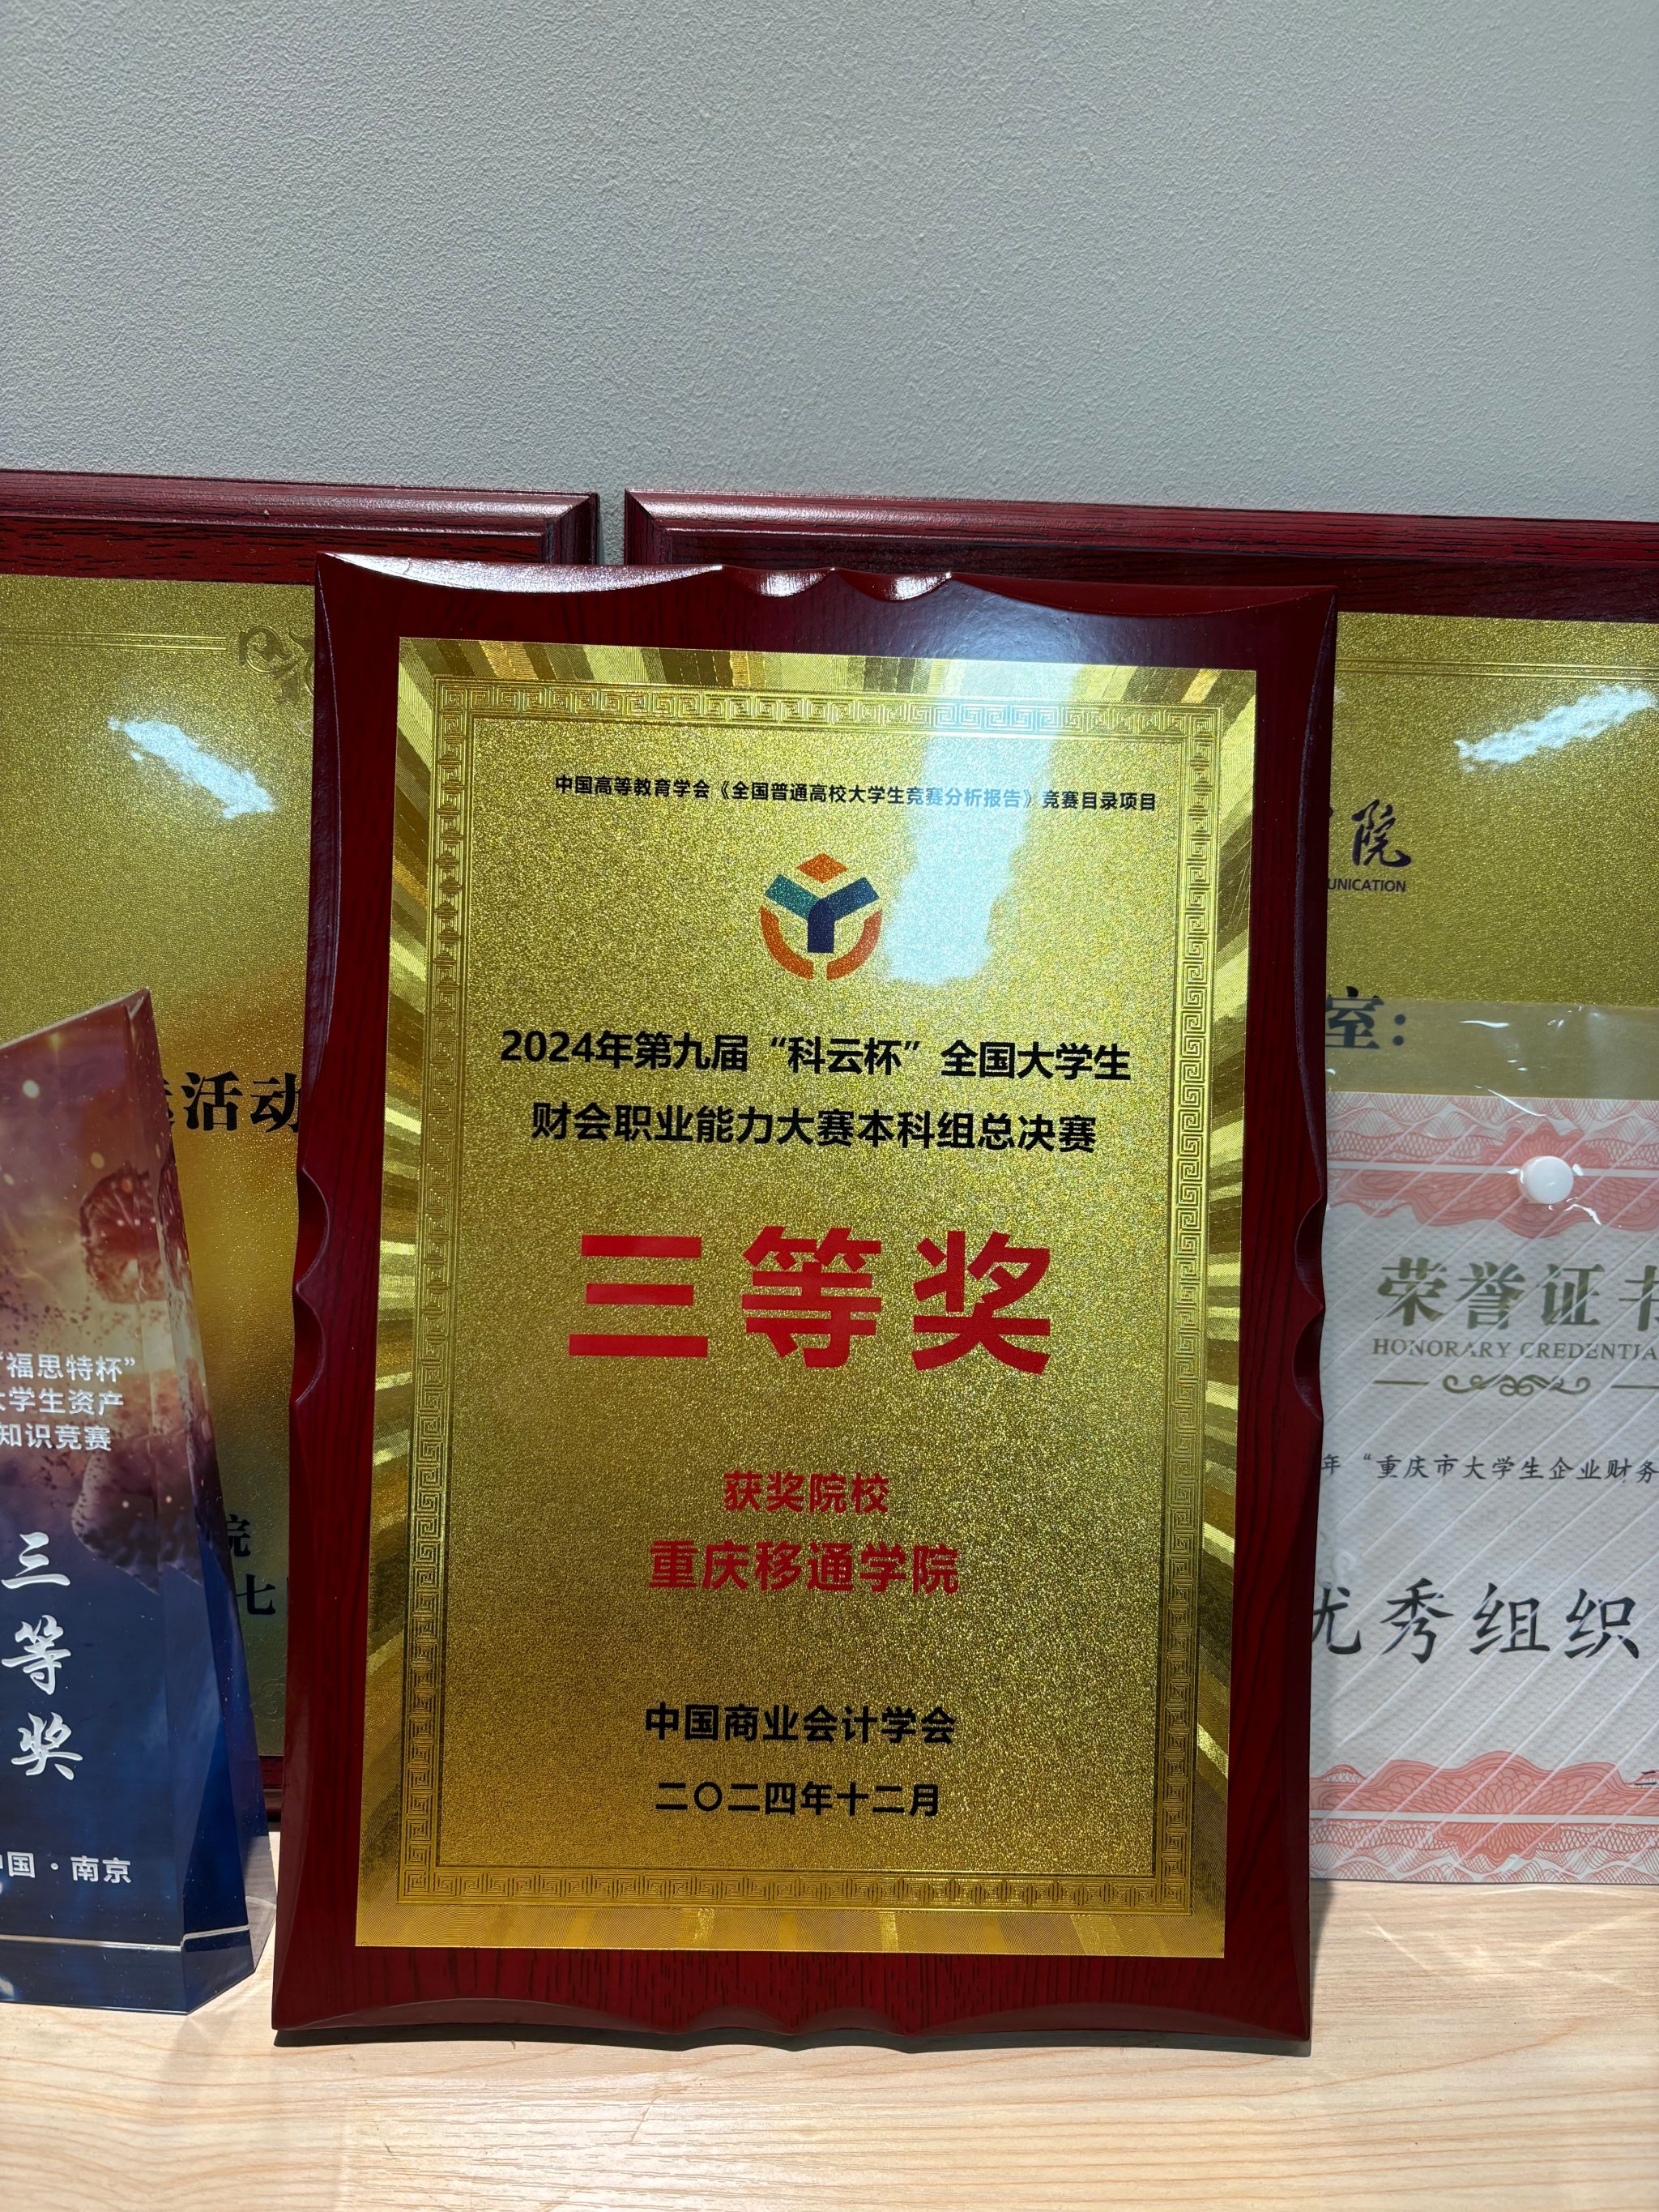 中国高等教育学会《全国普通高校大学生竞赛分析报告》竞赛目录项目
2024年第九届“科云杯”全国大学生
财会职业能力大赛本科组总决赛
三等奖
获奖院校
重庆移通学院
中国商业会计学会
二〇二四年十二月
活动
院
七
“福思特杯”
大学生资产
知识竞赛
三
等
奖
中国·南京
院
UNICATION
室：
荣誉证书
HONORARY CREDENTIA
年“重庆市大学生企业财务
优秀组织